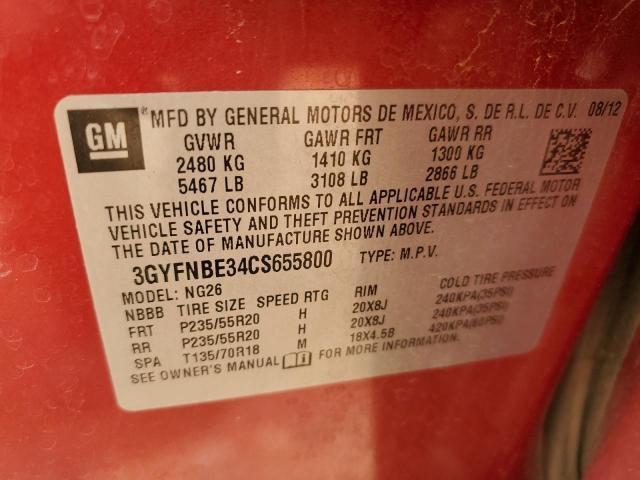 GM
MFD BY GENERAL MOTORS DE MEXICO, S. DE R.L. DE C.V. 08/12
GVWR GAWR FRT GAWR RR
2480 KG 1410 KG 1300 KG
5467 LB 3108 LB 2866 LB
THIS VEHICLE CONFORMS TO ALL APPLICABLE U.S. FEDERAL MOTOR
VEHICLE SAFETY AND THEFT PREVENTION STANDARDS IN EFFECT ON
THE DATE OF MANUFACTURE SHOWN ABOVE.
3GYFNBE34CS655800 TYPE: M.P.V.
MODEL: NG26
NBBB TIRE SIZE SPEED RTG RIM COLD TIRE PRESSURE
FRT P235/55R20 H 20X8J 240KPA(35PSI)
RR P235/55R20 H 20X8J 240KPA(35PSI)
SPA T135/70R18 M 18X4.5B 420KPA(60PSI)
SEE OWNER'S MANUAL FOR MORE INFORMATION.